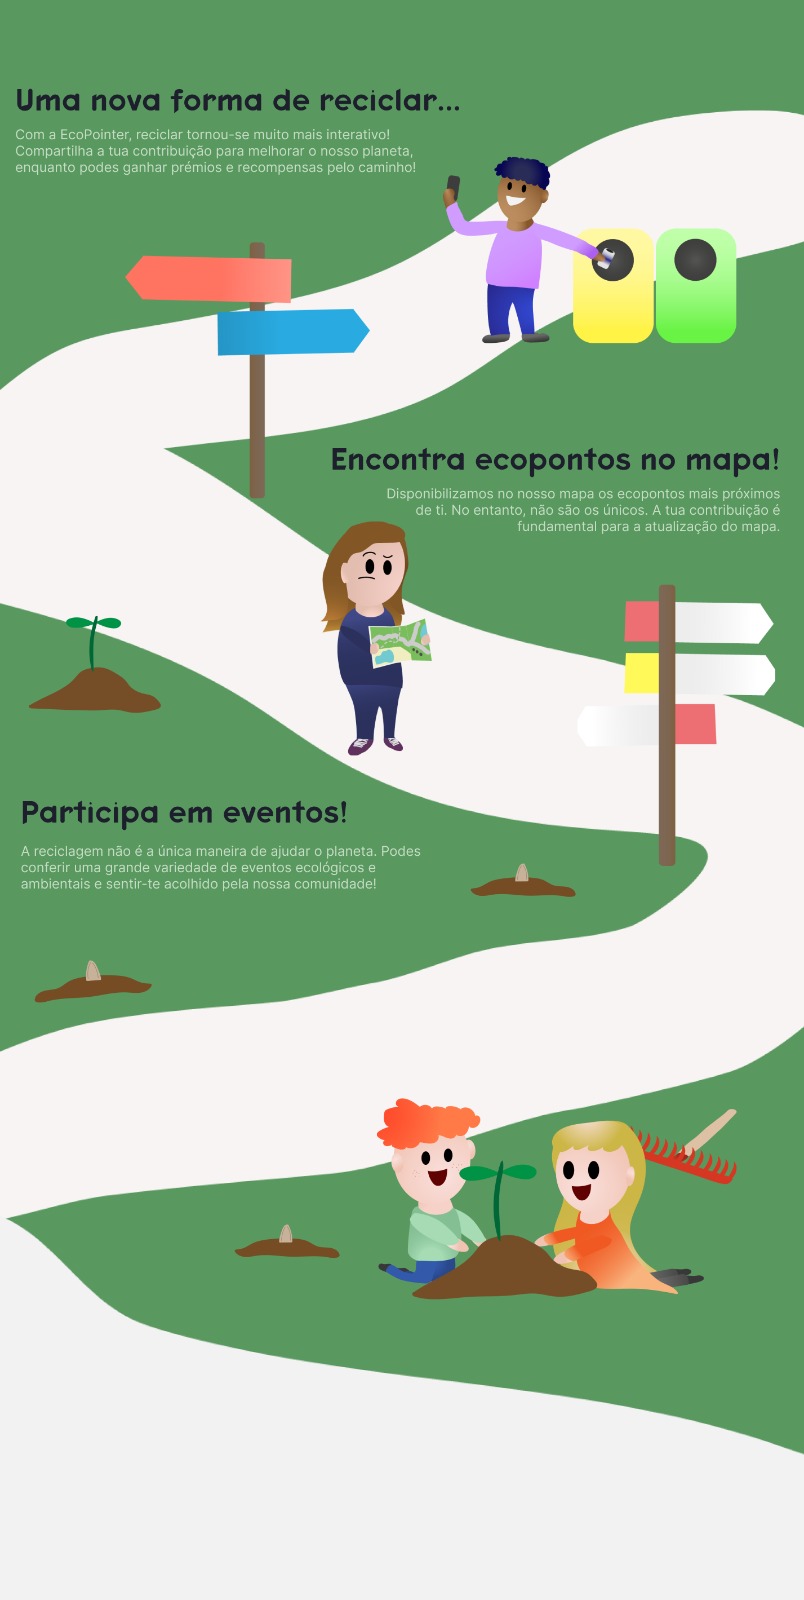 Uma nova forma de reciclar...
Com a EcoPointer, reciclar tornou-se muito mais interativo!
Compartilha a tua contribuição para melhorar o nosso planeta,
enquanto podes ganhar prémios e recompensas pelo caminho!
Encontra ecopontos no mapa!
Disponibilizamos no nosso mapa os ecopontos mais próximos
de ti. No entanto, não são os únicos. A tua contribuição é
fundamental para a atualização do mapa.
Participa em eventos!
A reciclagem não é a única maneira de ajudar o planeta. Podes
conferir uma grande variedade de eventos ecológicos e
ambientais e sentir-te acolhido pela nossa comunidade!